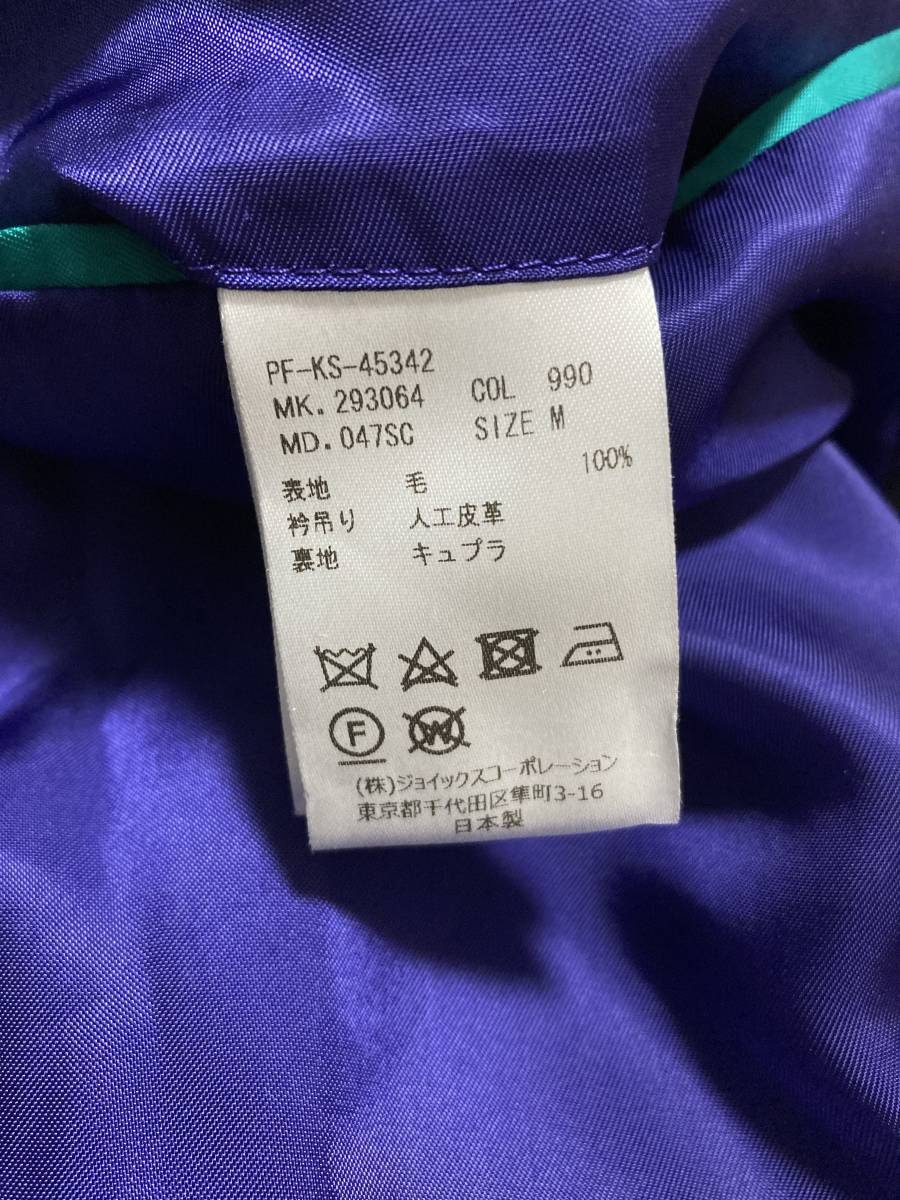 PF-KS-45342
MK. 293064 COL 990
MD. 047SC SIZE M
表地 毛 100%
衿吊り 人工皮革
裏地 キュプラ
F W
(株)ジョイックスコーポレーション
東京都千代田区隼町3-16
日本製